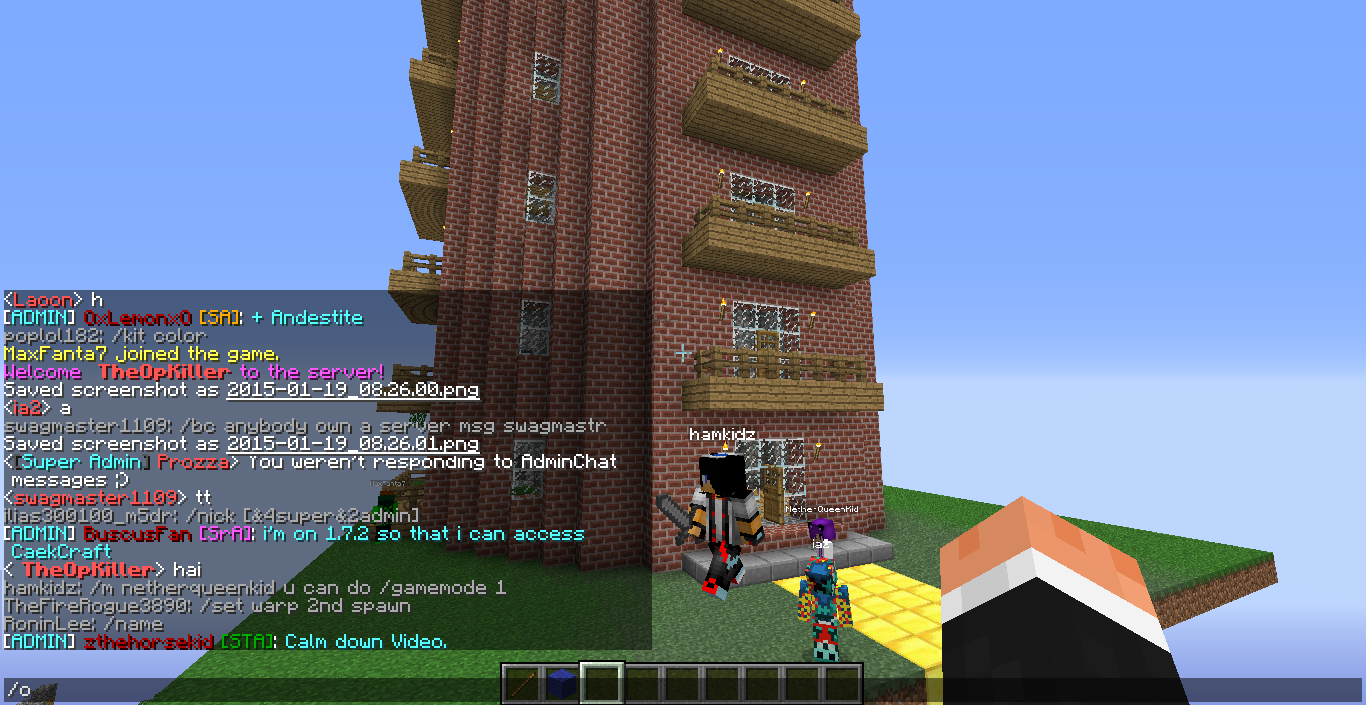 <Laoon> h
[ADMIN] OxLemonxO [SA]: + Andestite
poplol182: /kit color
MaxFanta7 joined the game.
Welcome TheOpKiller to the server!
Saved screenshot as 2015-01-19_08.26.00.png
<ia2> a
swagmaster1109: /bc anybody own a server msg swagmastr
Saved screenshot as 2015-01-19_08.26.01.png
<[Super Admin] Prozza> You weren't responding to AdminChat
messages ;D
<swagmaster1109> tt
ilias300100_m5dr: /nick [&4super&2admin]
[ADMIN] BuscusFan [SrA]: i'm on 1.7.2 so that i can access
CaekCraft
< TheOpKiller> hai
hamkidz: /m netherqueenkid u can do /gamemode 1
TheFireRogue3890: /set warp 2nd spawn
RoninLee: /name
[ADMIN] zthehorsekid [STA]: Calm down Video.
/o
hamkidz
NetherQueenKid
ia2